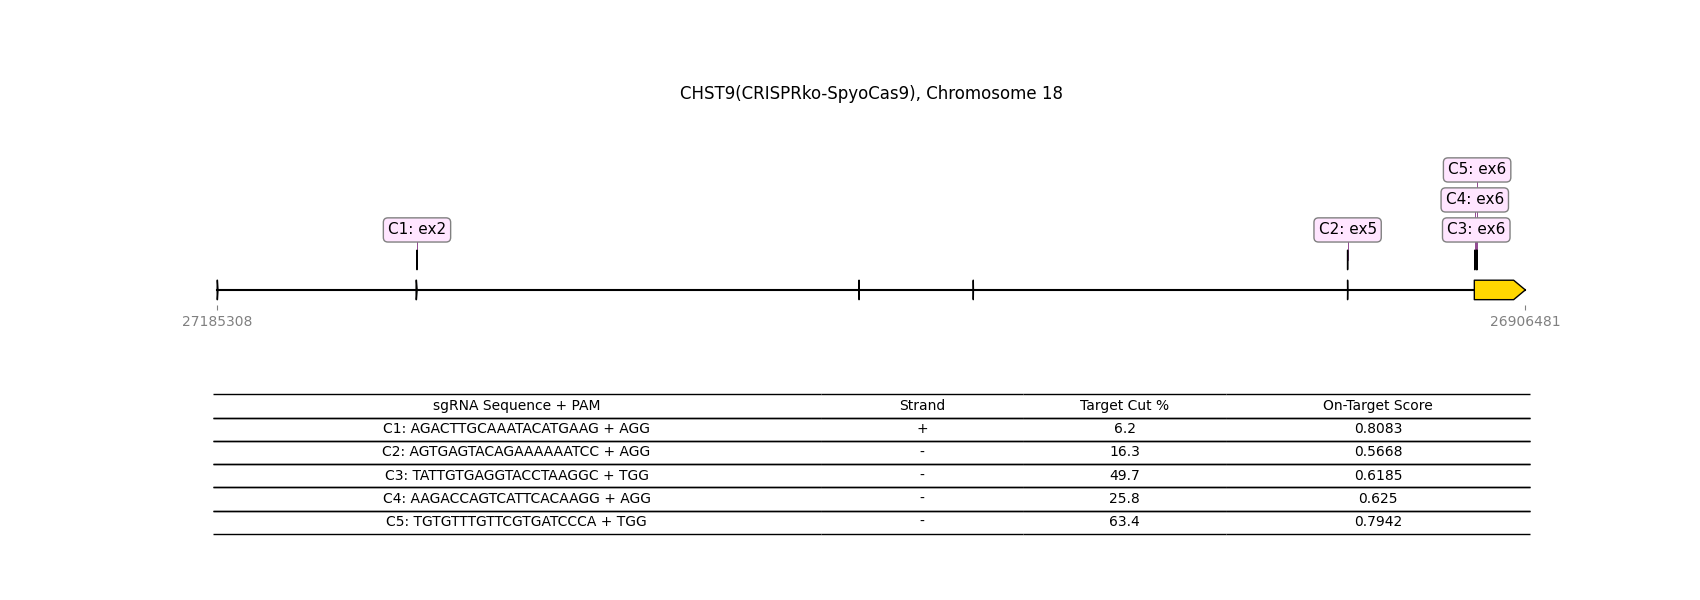 CHST9(CRISPRko-SpyoCas9), Chromosome 18
C5: ex6
C4: ex6
C1: ex2 C2: ex5 C3: ex6
27185308 26906481
sgRNA Sequence + PAM Strand Target Cut % On-Target Score
C1: AGACTTGCAAATACATGAAG + AGG + 6.2 0.8083
C2: AGTGAGTACAGAAAAAATCC + AGG - 16.3 0.5668
C3: TATTGTGAGGTACCTAAGGC + TGG - 49.7 0.6185
C4: AAGACCAGTCATTCACAAGG + AGG - 25.8 0.625
C5: TGTGTTTGTTCGTGATCCCA + TGG - 63.4 0.7942